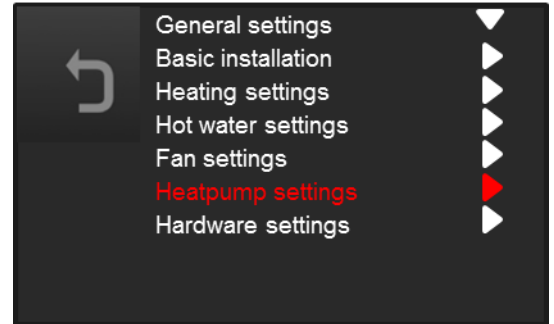 General settings
Basic installation
Heating settings
Hot water settings
Fan settings
Heatpump settings
Hardware settings